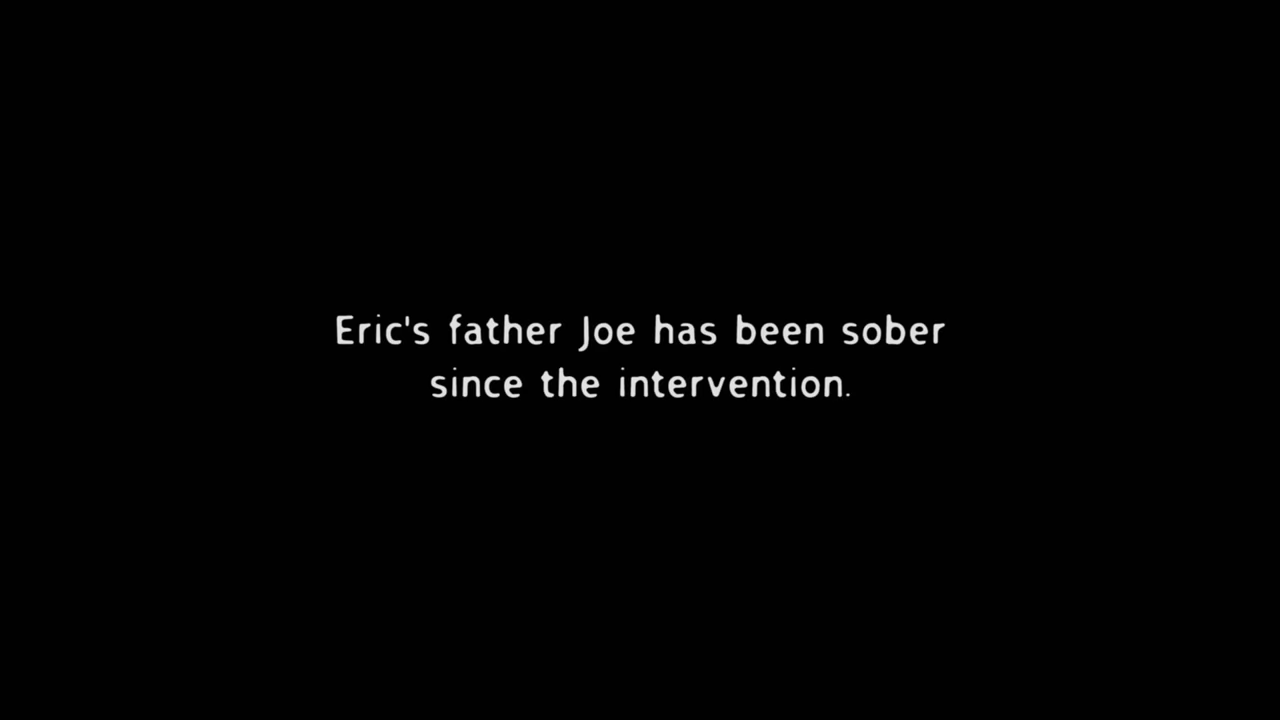 Eric's father Joe has been sober
since the intervention.